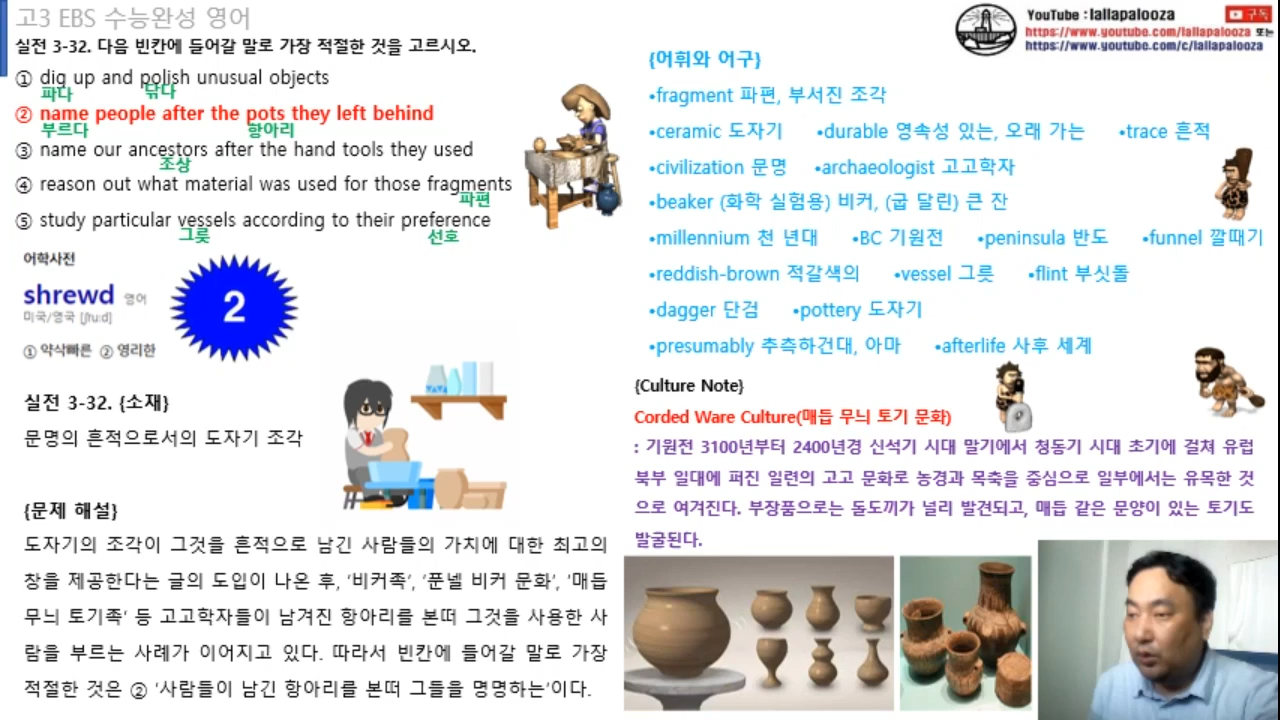 고3 EBS 수능완성 영어
실전 3-32. 다음 빈칸에 들어갈 말로 가장 적절한 것을 고르시오.
① dig up and polish unusual objects
파다 닦다
② name people after the pots they left behind
부르다 항아리
③ name our ancestors after the hand tools they used
조상
④ reason out what material was used for those fragments
파편
⑤ study particular vessels according to their preference
그릇 선호
어학사전
shrewd 영어
미국/영국 [ʃruːd]
① 약삭빠른 ② 영리한
2
실전 3-32. {소재}
문명의 흔적으로서의 도자기 조각
{문제 해설}
도자기의 조각이 그것을 흔적으로 남긴 사람들의 가치에 대한 최고의
창을 제공한다는 글의 도입이 나온 후, ‘비커족’, ‘푼넬 비커 문화’, ‘매듭
무늬 토기족’ 등 고고학자들이 남겨진 항아리를 본떠 그것을 사용한 사
람을 부르는 사례가 이어지고 있다. 따라서 빈칸에 들어갈 말로 가장
적절한 것은 ② ‘사람들이 남긴 항아리를 본떠 그들을 명명하는’이다.
YouTube : lallapalooza 구독
https://www.youtube.com/lallapalooza 또는
https://www.youtube.com/c/lallapalooza
{어휘와 어구}
•fragment 파편, 부서진 조각
•ceramic 도자기 •durable 영속성 있는, 오래 가는 •trace 흔적
•civilization 문명 •archaeologist 고고학자
•beaker (화학 실험용) 비커, (굽 달린) 큰 잔
•millennium 천 년대 •BC 기원전 •peninsula 반도 •funnel 깔때기
•reddish-brown 적갈색의 •vessel 그릇 •flint 부싯돌
•dagger 단검 •pottery 도자기
•presumably 추측하건대, 아마 •afterlife 사후 세계
{Culture Note}
Corded Ware Culture(매듭 무늬 토기 문화)
: 기원전 3100년부터 2400년경 신석기 시대 말기에서 청동기 시대 초기에 걸쳐 유럽
북부 일대에 퍼진 일련의 고고 문화로 농경과 목축을 중심으로 일부에서는 유목한 것
으로 여겨진다. 부장품으로는 돌도끼가 널리 발견되고, 매듭 같은 문양이 있는 토기도
발굴된다.